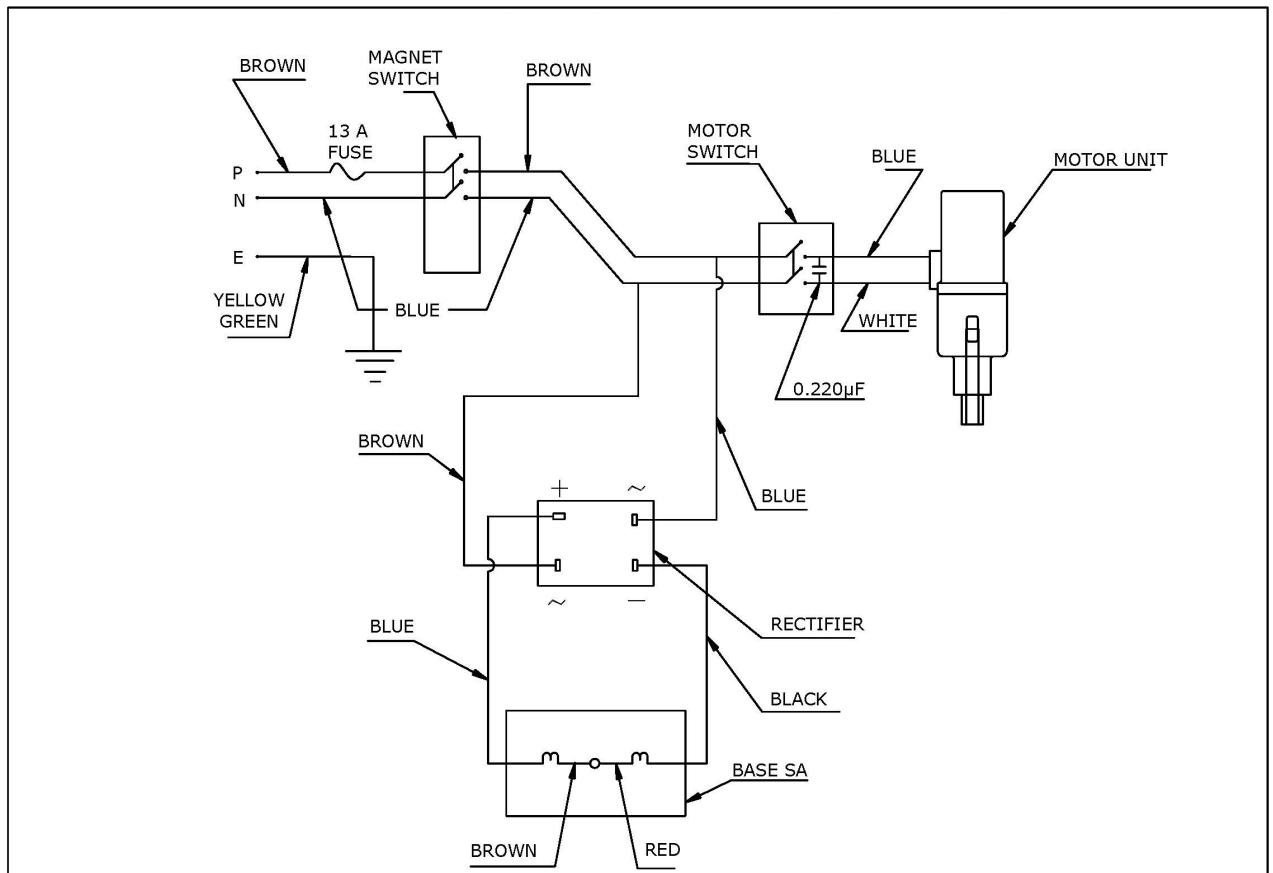 BROWN
MAGNET
SWITCH
BROWN
13 A
FUSE
MOTOR
SWITCH
BLUE
MOTOR UNIT
P
N
E
YELLOW
GREEN
BLUE
WHITE
0.220µF
BROWN
BLUE
+
~
~
−
RECTIFIER
BLUE
BLACK
BASE SA
BROWN
RED